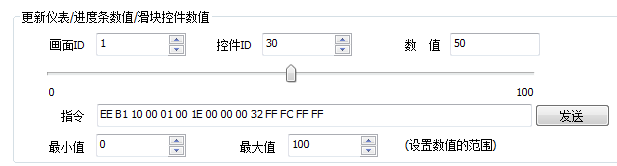 更新仪表/进度条数值/滑块控件数值
画面ID 1 控件ID 30 数 值 50
0 100
指令 EE B1 10 00 01 00 1E 00 00 00 32 FF FC FF FF 发送
最小值 0 最大值 100 (设置数值的范围)